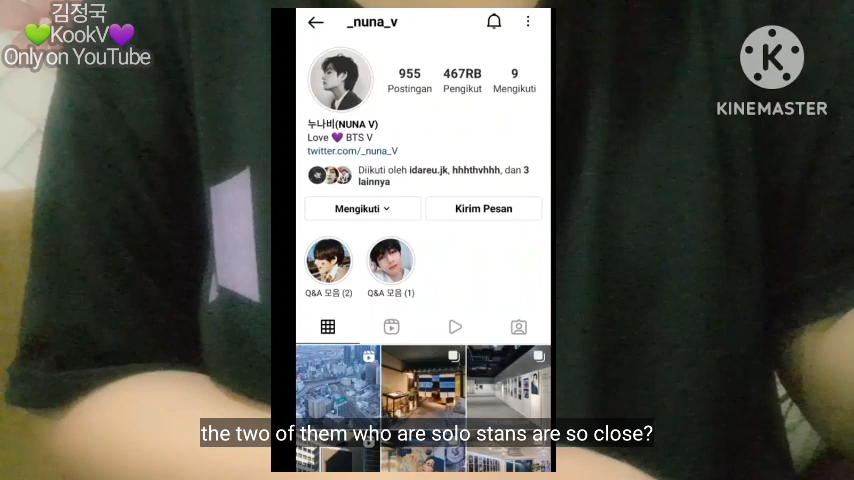 김정국
💚KookV💜
Only on YouTube
KINEMASTER
_nuna_v
955
Postingan
467RB
Pengikut
9
Mengikuti
누나비(NUNA V)
Love 💜 BTS V
twitter.com/_nuna_V
Diikuti oleh idareu.jk, hhhthvhhh, dan 3
lainnya
Mengikuti
Kirim Pesan
Q&A 모음 (2)
Q&A 모음 (1)
the two of them who are solo stans are so close?